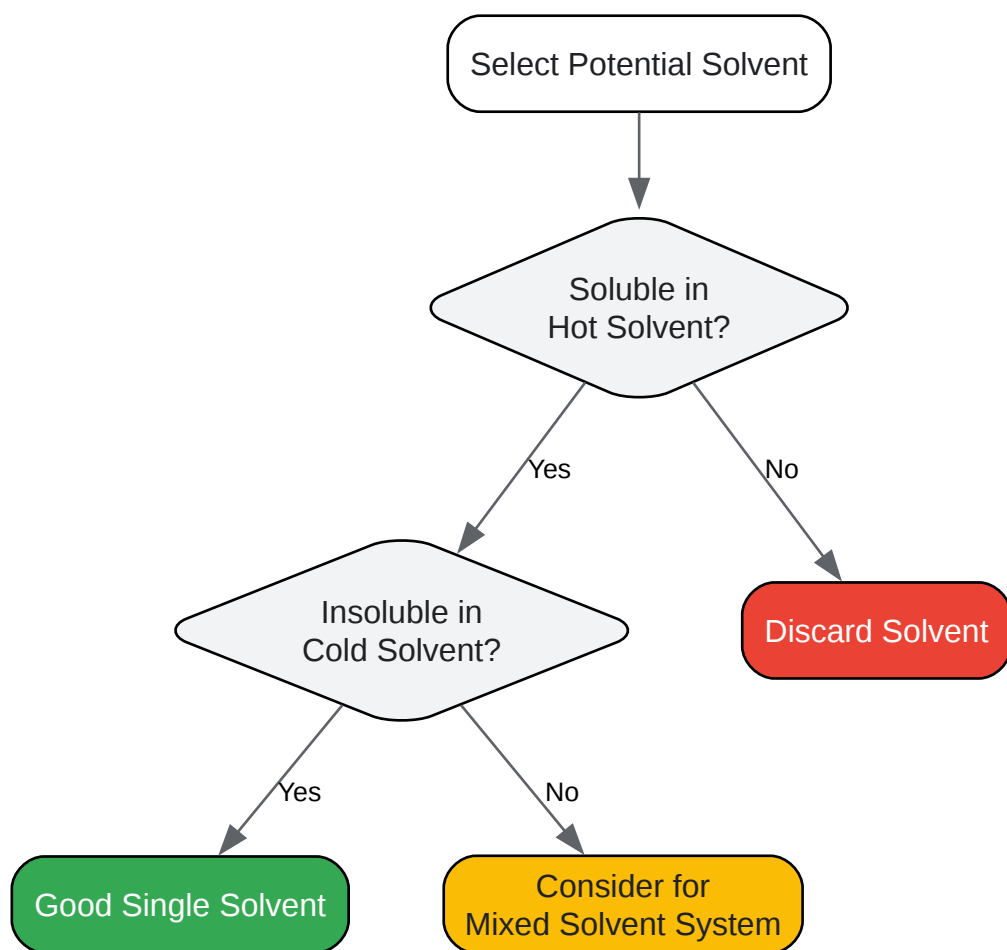 Select Potential Solvent
Soluble in
Hot Solvent?
Yes
No
Insoluble in
Cold Solvent?
Discard Solvent
Yes
No
Good Single Solvent
Consider for
Mixed Solvent System